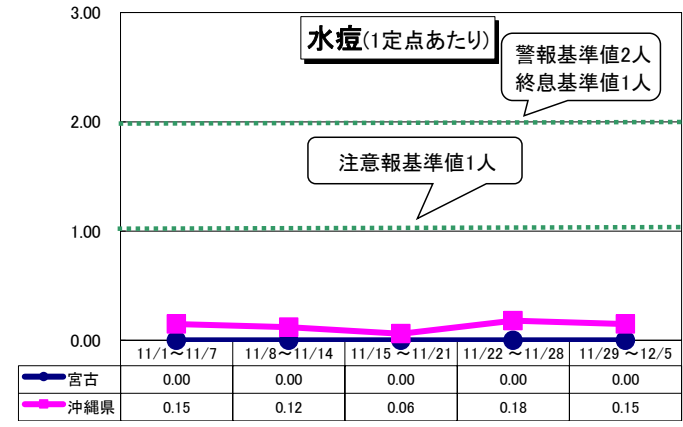 3.00
水痘(1定点あたり)
警報基準値2人
終息基準値1人
2.00
注意報基準値1人
1.00
0.00
11/1～11/7 11/8～11/14 11/15 ～11/21 11/22 ～11/28 11/29 ～12/5
宮古 0.00 0.00 0.00 0.00 0.00
沖縄県 0.15 0.12 0.06 0.18 0.15